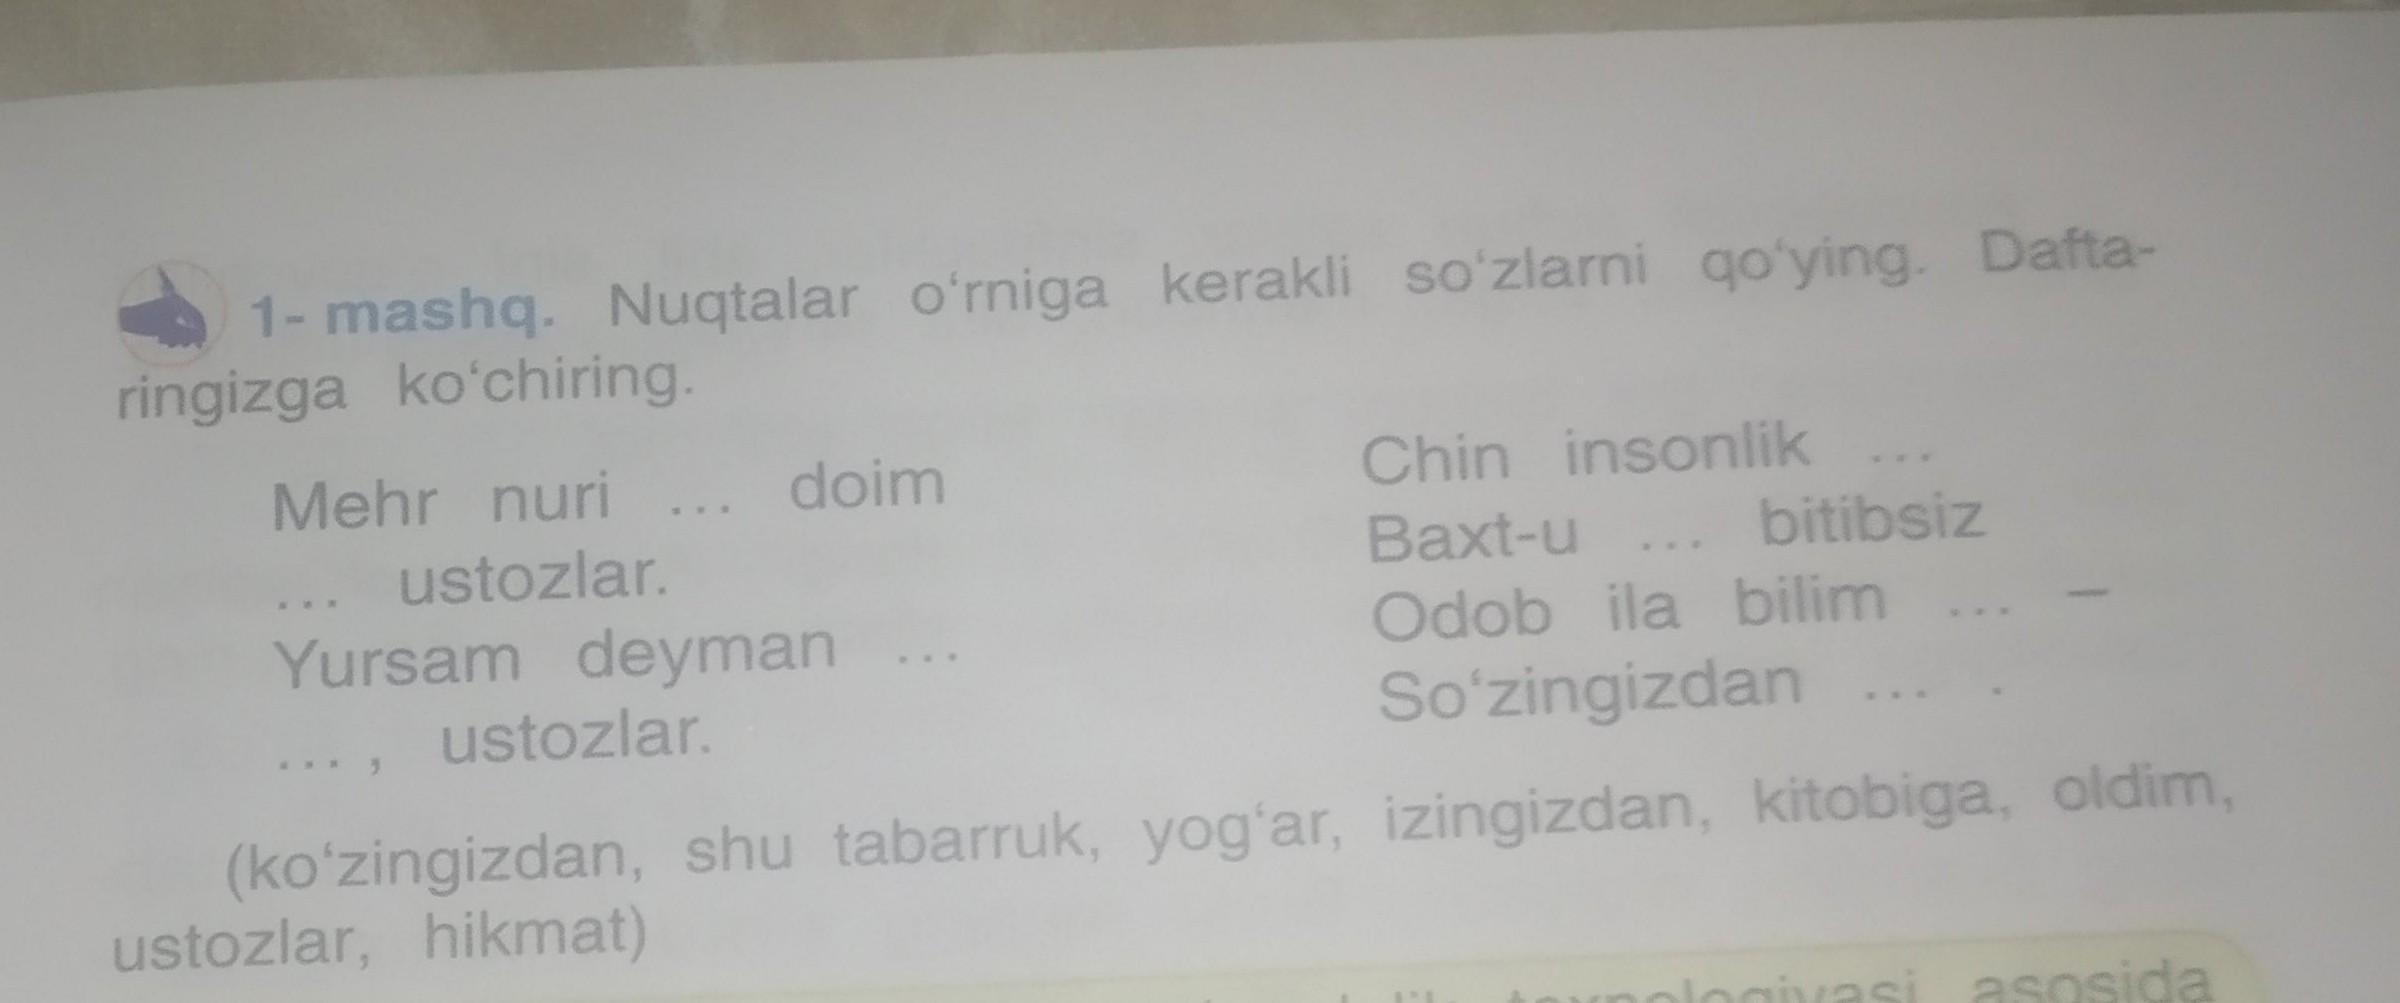 1- mashq. Nuqtalar o‘rniga kerakli so‘zlarni qo‘ying. Dafta-
ringizga ko‘chiring.
Mehr nuri ... doim
... ustozlar.
Yursam deyman ...
... , ustozlar.
Chin insonlik ...
Baxt-u ... bitibsiz
Odob ila bilim ... –
So‘zingizdan ... .
(ko‘zingizdan, shu tabarruk, yog‘ar, izingizdan, kitobiga, oldim,
ustozlar, hikmat)
asosida